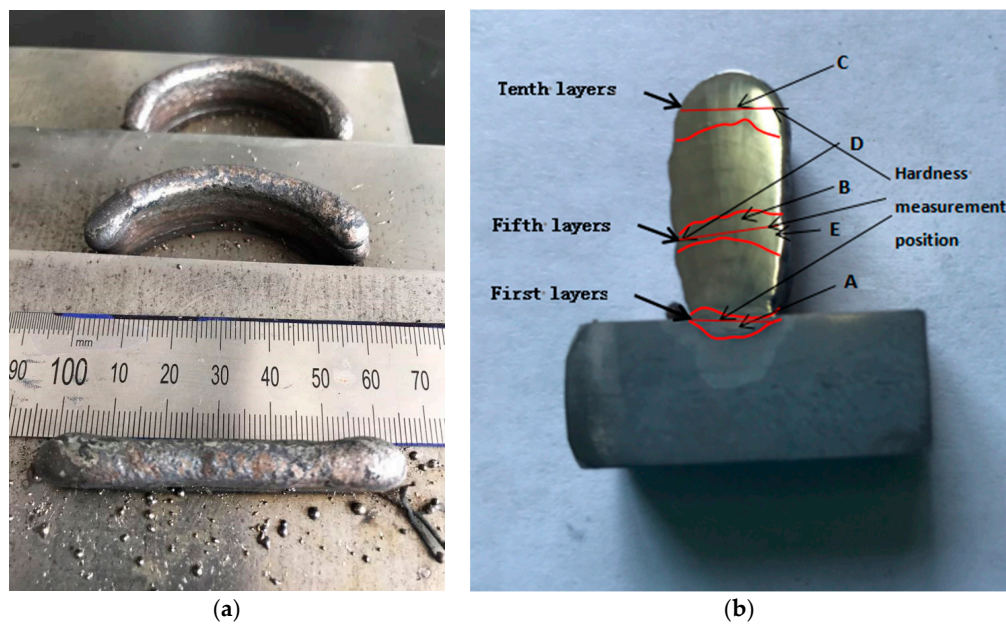 90 100 10 20 30 40 50 60 70
mm
Tenth layers
Fifth layers
First layers
C
D
B
E
A
Hardness
measurement
position
(a)
(b)